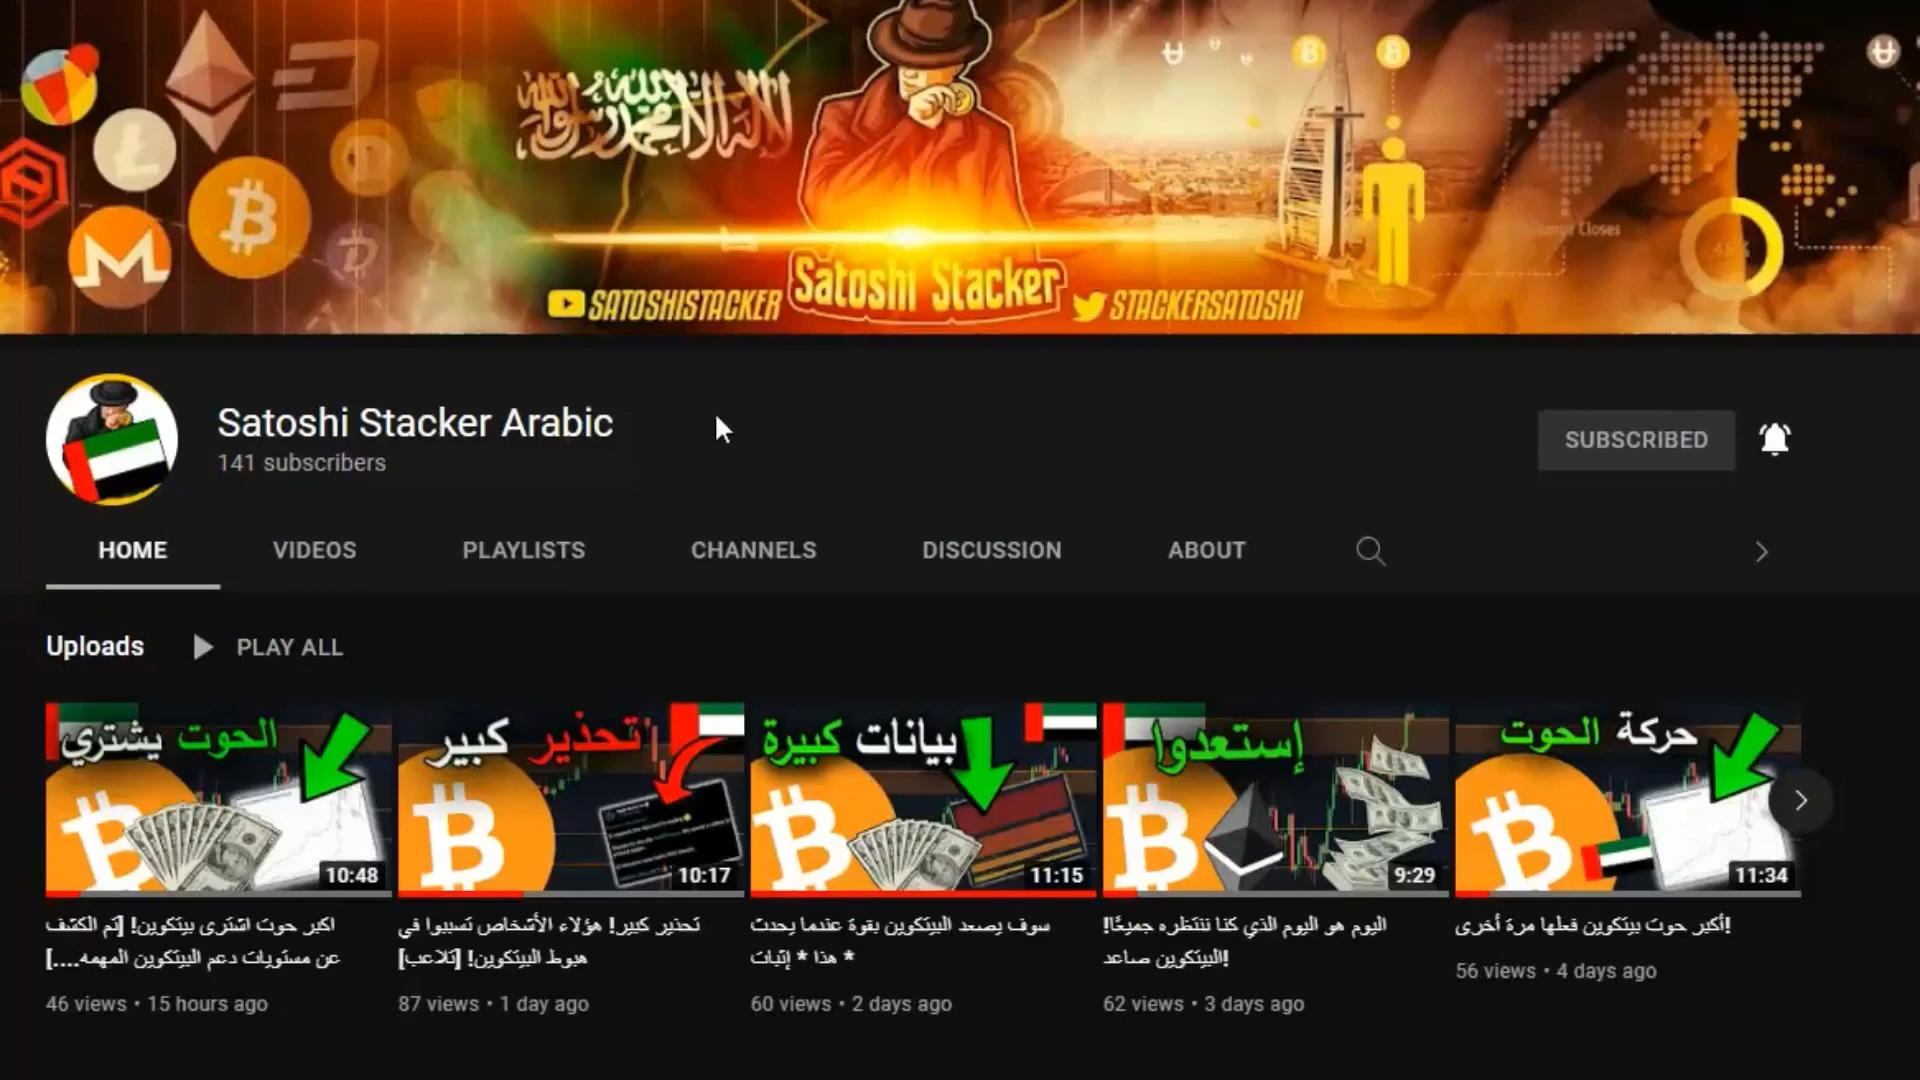 لا إله إلا الله محمد رسول الله
Satoshi Stacker
SATOSHISTACKER
STACKERSATOSHI
Satoshi Stacker Arabic
141 subscribers
SUBSCRIBED
HOME
VIDEOS
PLAYLISTS
CHANNELS
DISCUSSION
ABOUT
Uploads
PLAY ALL
الحوت يشتري
10:48
تحذير كبير
10:17
بيانات كبيرة
11:15
إستعدوا
9:29
حركة الحوت
11:34
اكبر حوت اشترى بيتكوين! [تم الكشف
عن مستويات دعم البيتكوين المهمه....]
46 views • 15 hours ago
تحذير كبير! هؤلاء الأشخاص تسببوا في
هبوط البيتكوين! [تلاعب]
87 views • 1 day ago
سوف يصعد البيتكوين بقوة عندما يحدث
* هذا * إثبات
60 views • 2 days ago
اليوم هو اليوم الذي كنا ننتظره جميعًا!
البيتكوين صاعد!
62 views • 3 days ago
أكبر حوت بيتكوين فعلها مرة أخرى!
56 views • 4 days ago